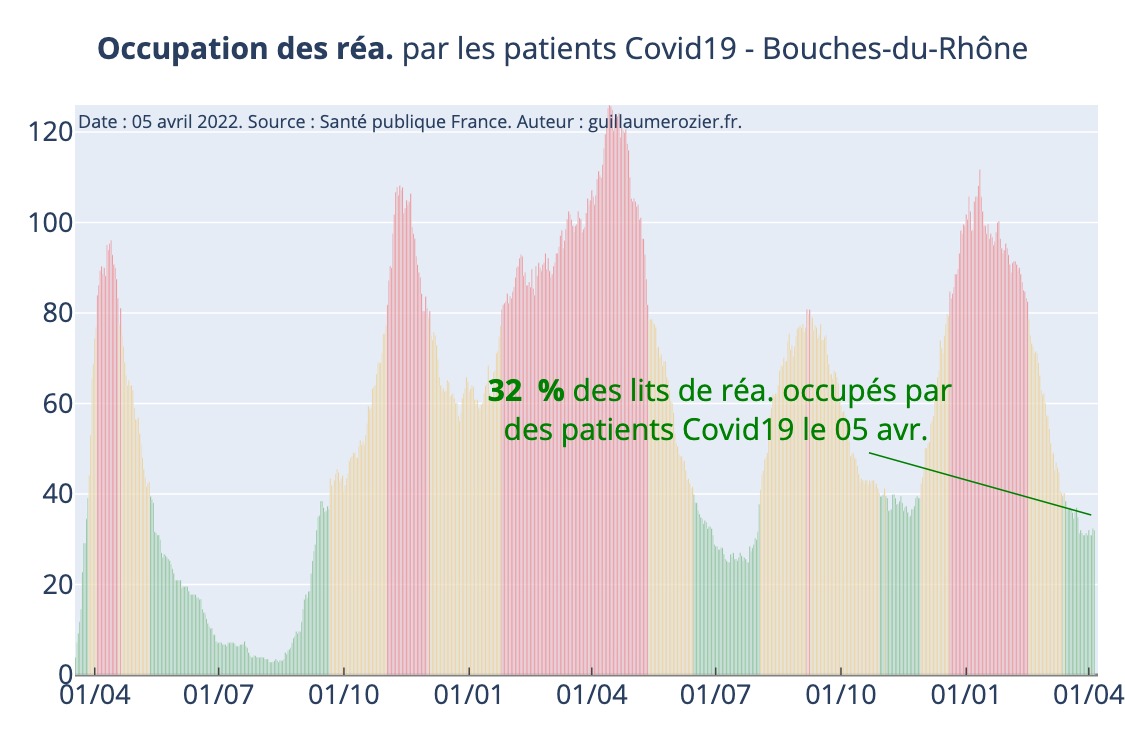 Occupation des réa. par les patients Covid19 - Bouches-du-Rhône
Date : 05 avril 2022. Source : Santé publique France. Auteur : guillaumerozier.fr.
120
100
80
60
40
20
0
32 % des lits de réa. occupés par
des patients Covid19 le 05 avr.
01/04 01/07 01/10 01/01 01/04 01/07 01/10 01/01 01/04